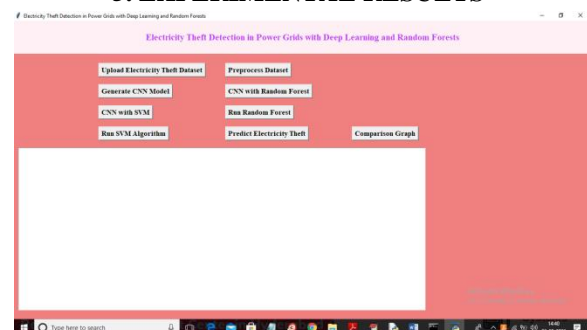 5. EXPERIMENTAL RESULTS
Electricity Theft Detection in Power Grids with Deep Learning and Random Forests
Electricity Theft Detection in Power Grids with Deep Learning and Random Forests
Upload Electricity Theft Dataset Preprocess Dataset
Generate CNN Model CNN with Random Forest
CNN with SVM Run Random Forest
Run SVM Algorithm Predict Electricity Theft Comparison Graph
Type here to search 14:40